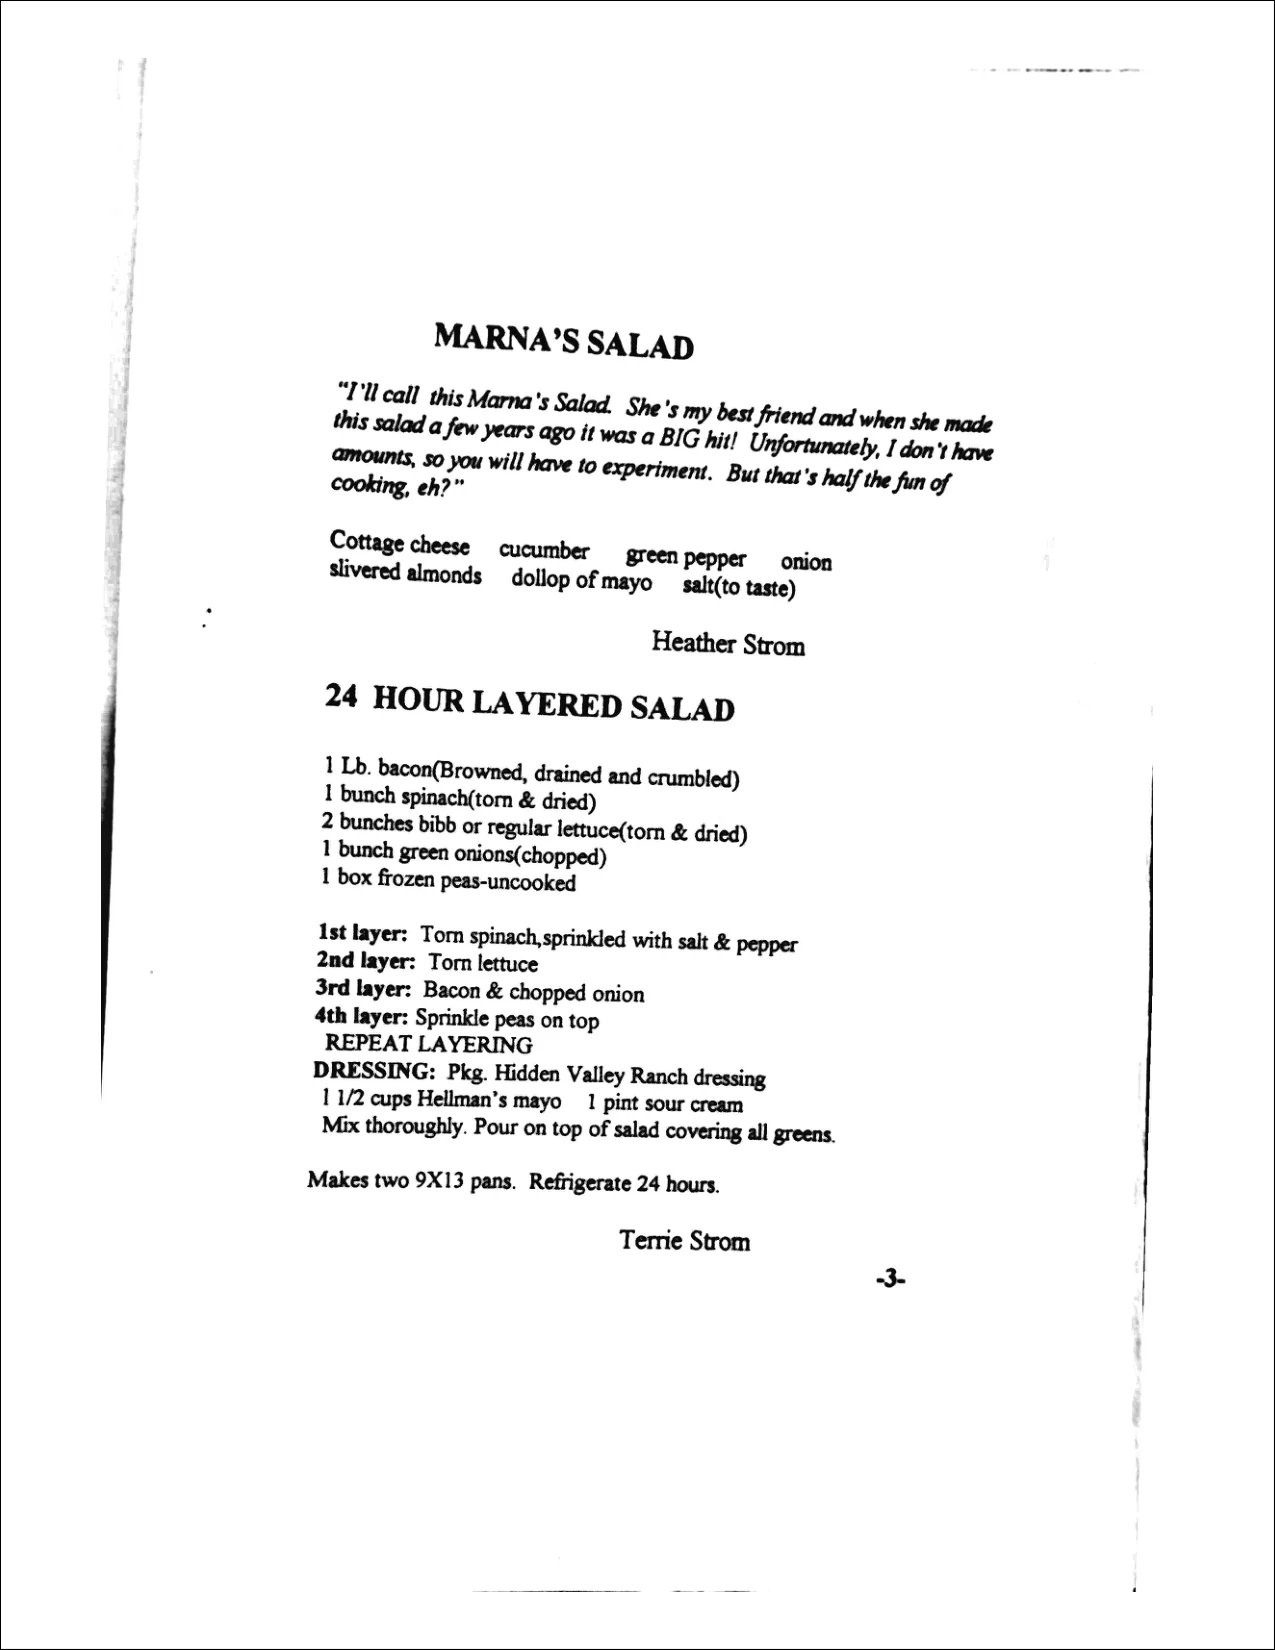 MARNA'S SALAD
"I'll call this Marna's Salad. She's my best friend and when she made
this salad a few years ago it was a BIG hit! Unfortunately, I don't have
amounts, so you will have to experiment. But that's half the fun of
cooking, eh?"
Cottage cheese cucumber green pepper onion
slivered almonds dollop of mayo salt(to taste)
Heather Strom
24 HOUR LAYERED SALAD
1 Lb. bacon(Browned, drained and crumbled)
1 bunch spinach(torn & dried)
2 bunches bibb or regular lettuce(torn & dried)
1 bunch green onions(chopped)
1 box frozen peas-uncooked
1st layer: Torn spinach,sprinkled with salt & pepper
2nd layer: Torn lettuce
3rd layer: Bacon & chopped onion
4th layer: Sprinkle peas on top
REPEAT LAYERING
DRESSING: Pkg. Hidden Valley Ranch dressing
1 1/2 cups Hellman's mayo 1 pint sour cream
Mix thoroughly. Pour on top of salad covering all greens.
Makes two 9X13 pans. Refrigerate 24 hours.
Terrie Strom
-3-